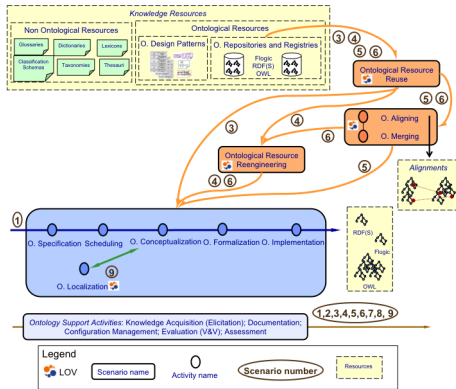 Knowledge Resources
Non Ontological Resources
Glossaries
Dictionaries
Lexicons
Classification
Schemas
Taxonomies
Thesauri
Ontological Resources
O. Design Patterns
O. Repositories and Registries
Flogic
RDF(S)
OWL
3 4
5 6
Ontological Resource
Reuse
5 6
O. Aligning
O. Merging
4
6
3
Ontological Resource
Reengineering
4 6
5
Alignments
1
O. Specification Scheduling O. Conceptualization O. Formalization O. Implementation
9
O. Localization
RDF(S)
Flogic
OWL
1,2,3,4,5,6,7,8, 9
Ontology Support Activities: Knowledge Acquisition (Elicitation); Documentation;
Configuration Management; Evaluation (V&V); Assessment
Legend
LOV
Scenario name
Activity name
Scenario number
Resources